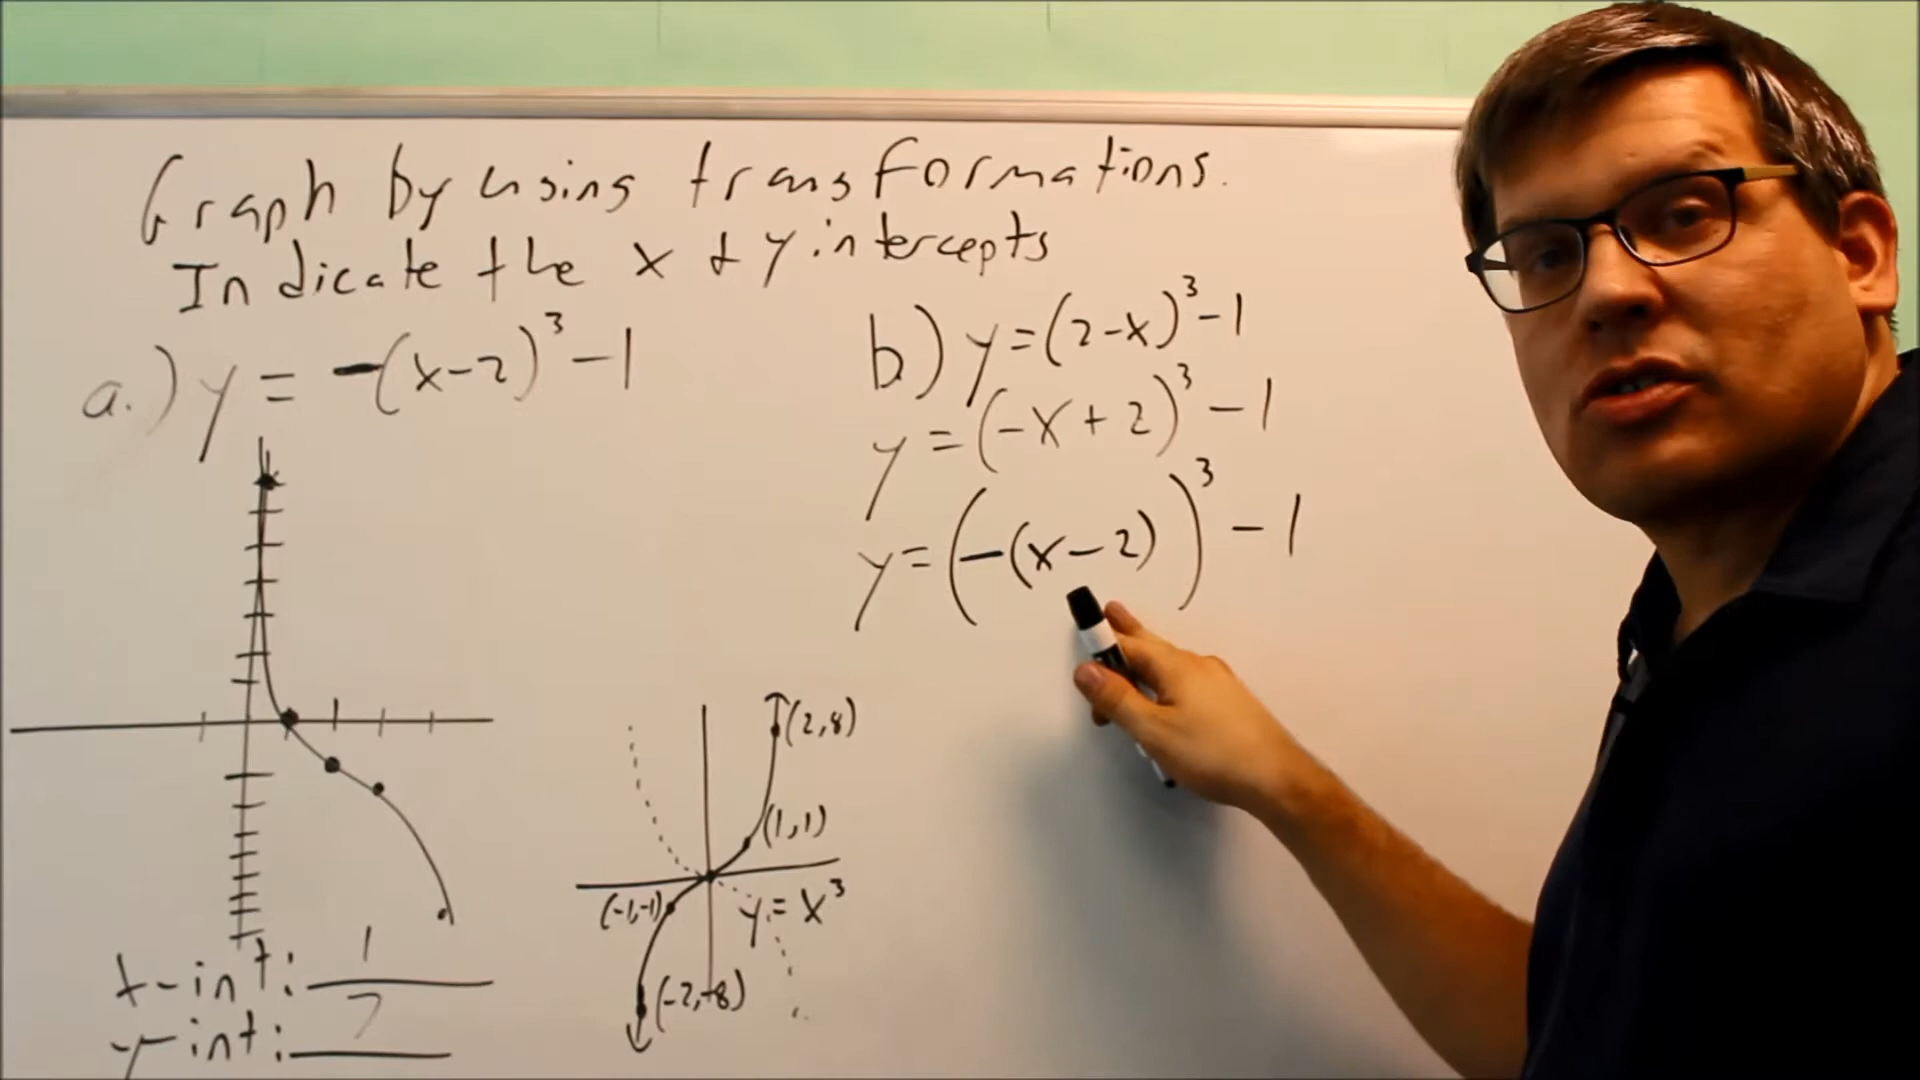 Graph by using transformations.
Indicate the x & y intercepts
a.) y = -(x-2)³-1
b.) y=(2-x)³-1
y=(-x+2)³-1
y=(-(x-2))³-1
(2,8)
(1,1)
(-1,-1)
y=x³
(-2,-8)
x-int: 1
y-int: 7